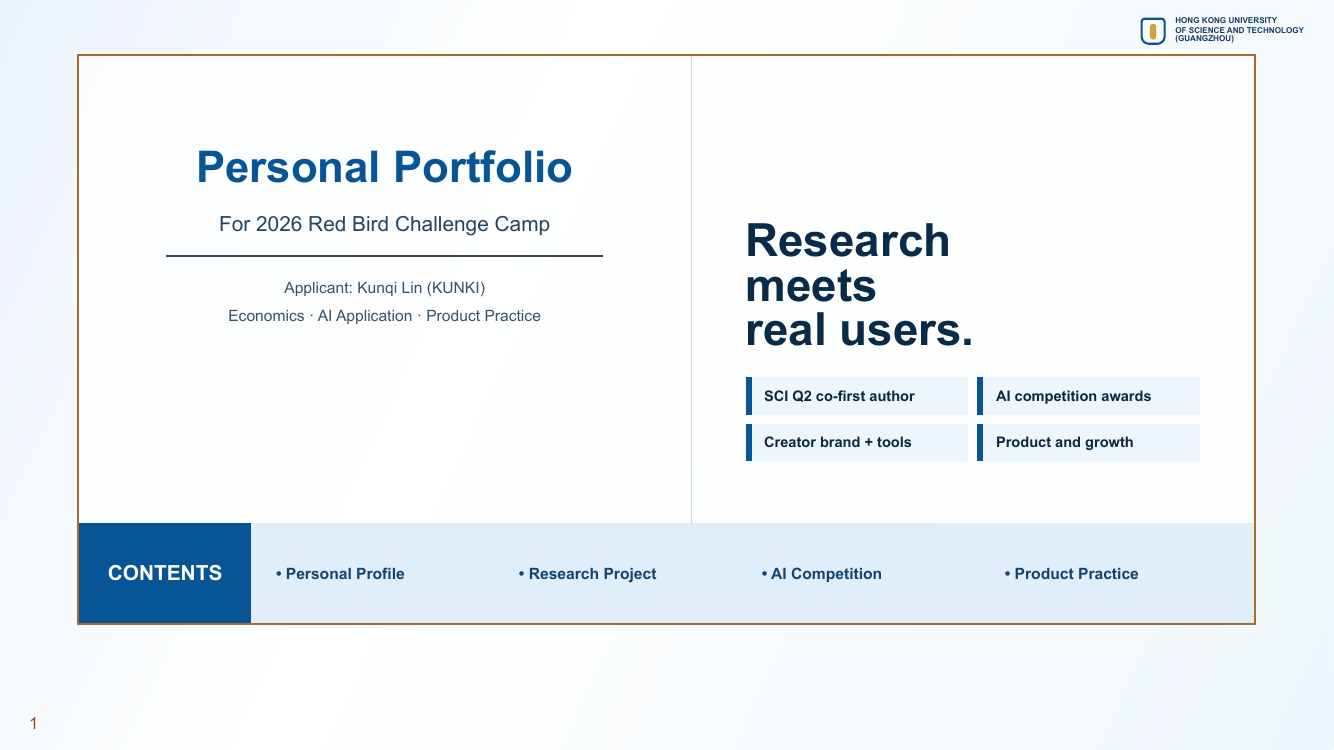 HONG KONG UNIVERSITY
OF SCIENCE AND TECHNOLOGY
(GUANGZHOU)
Personal Portfolio
For 2026 Red Bird Challenge Camp
Applicant: Kunqi Lin (KUNKI)
Economics · AI Application · Product Practice
Research
meets
real users.
SCI Q2 co-first author
AI competition awards
Creator brand + tools
Product and growth
CONTENTS
• Personal Profile
• Research Project
• AI Competition
• Product Practice
1